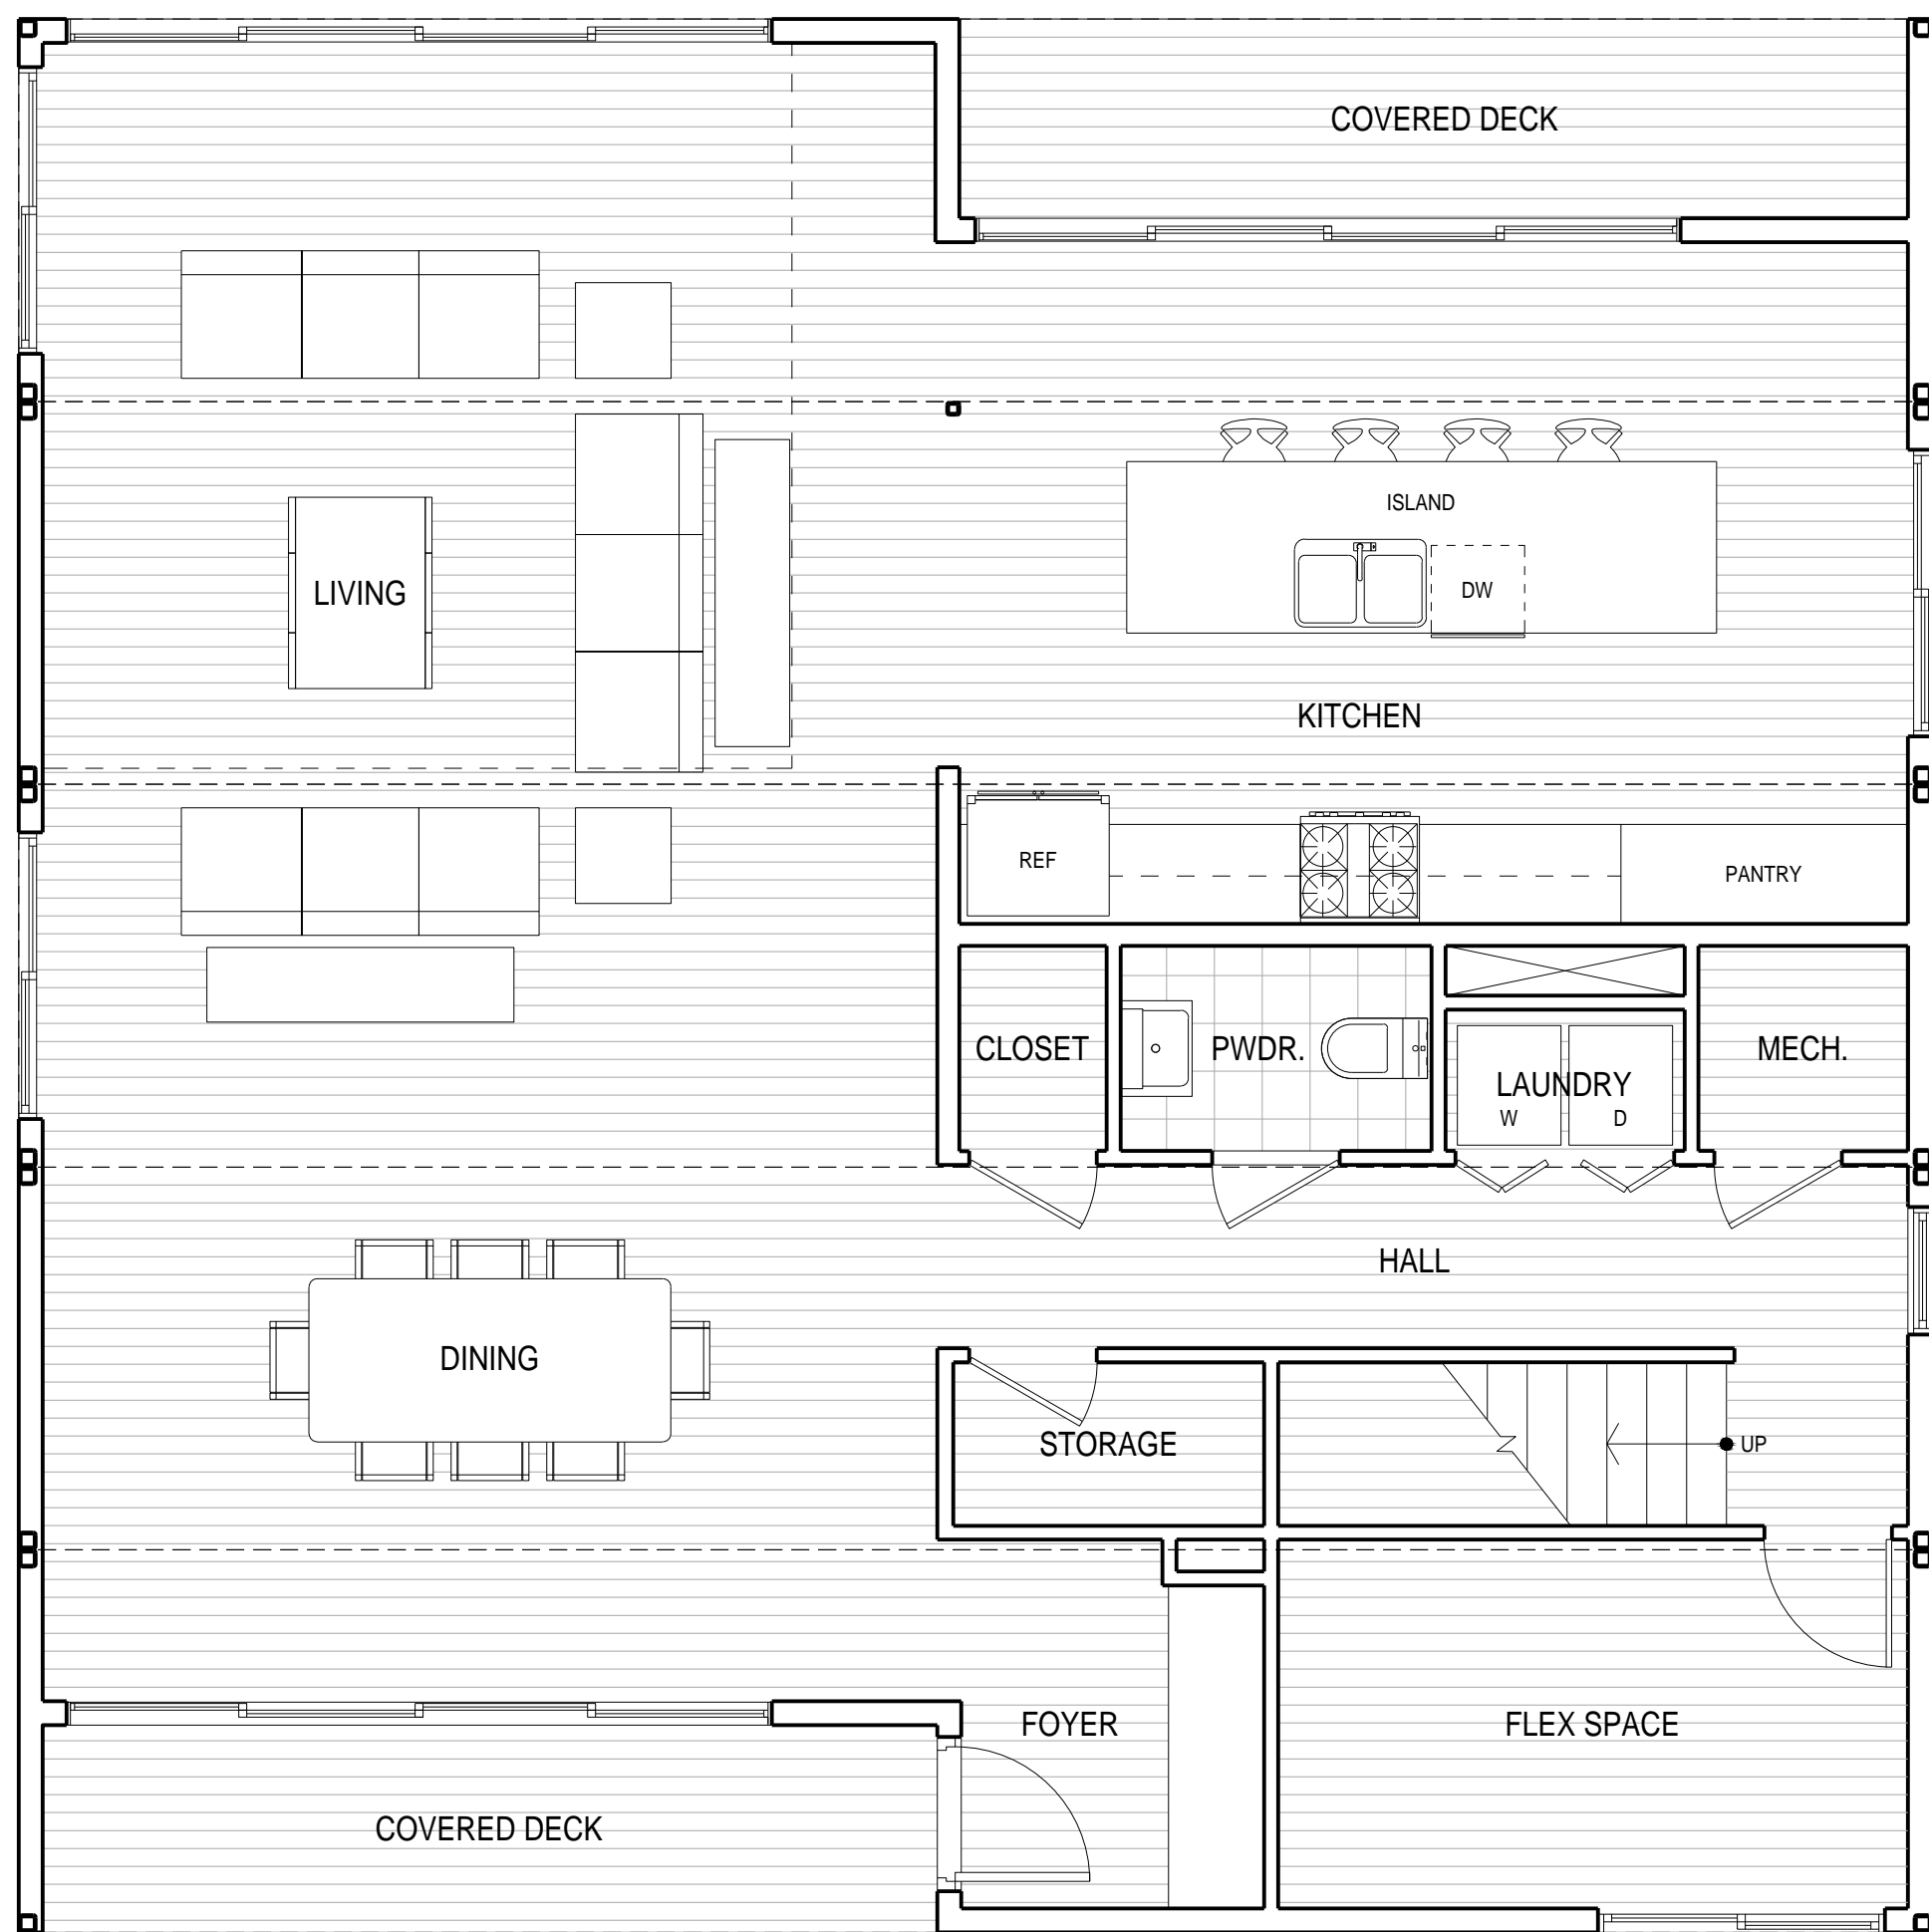 COVERED DECK
ISLAND
DW
LIVING
KITCHEN
REF
PANTRY
CLOSET
PWDR.
LAUNDRY
W
D
MECH.
HALL
DINING
STORAGE
UP
FOYER
FLEX SPACE
COVERED DECK